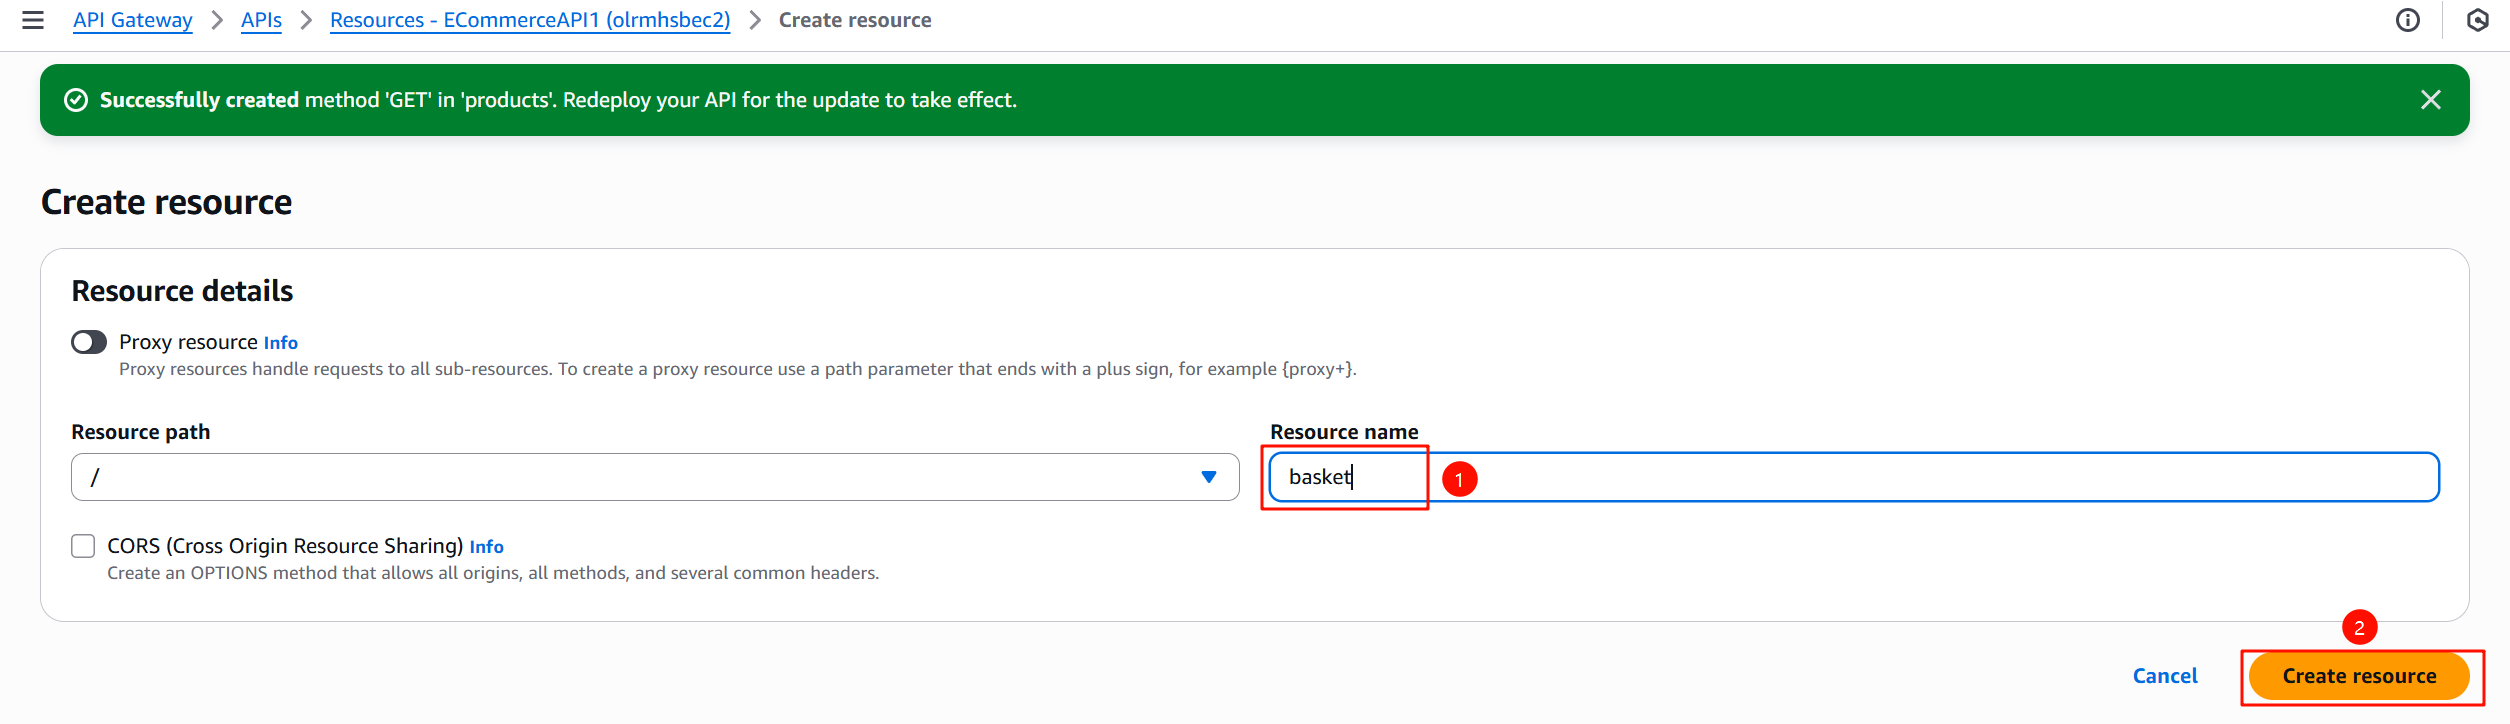 API Gateway > APIs > Resources - ECommerceAPI1 (olrmhsbec2) > Create resource
Successfully created method 'GET' in 'products'. Redeploy your API for the update to take effect.
Create resource
Resource details
Proxy resource Info
Proxy resources handle requests to all sub-resources. To create a proxy resource use a path parameter that ends with a plus sign, for example {proxy+}.
Resource path
/
Resource name
basket
1
CORS (Cross Origin Resource Sharing) Info
Create an OPTIONS method that allows all origins, all methods, and several common headers.
2
Cancel
Create resource